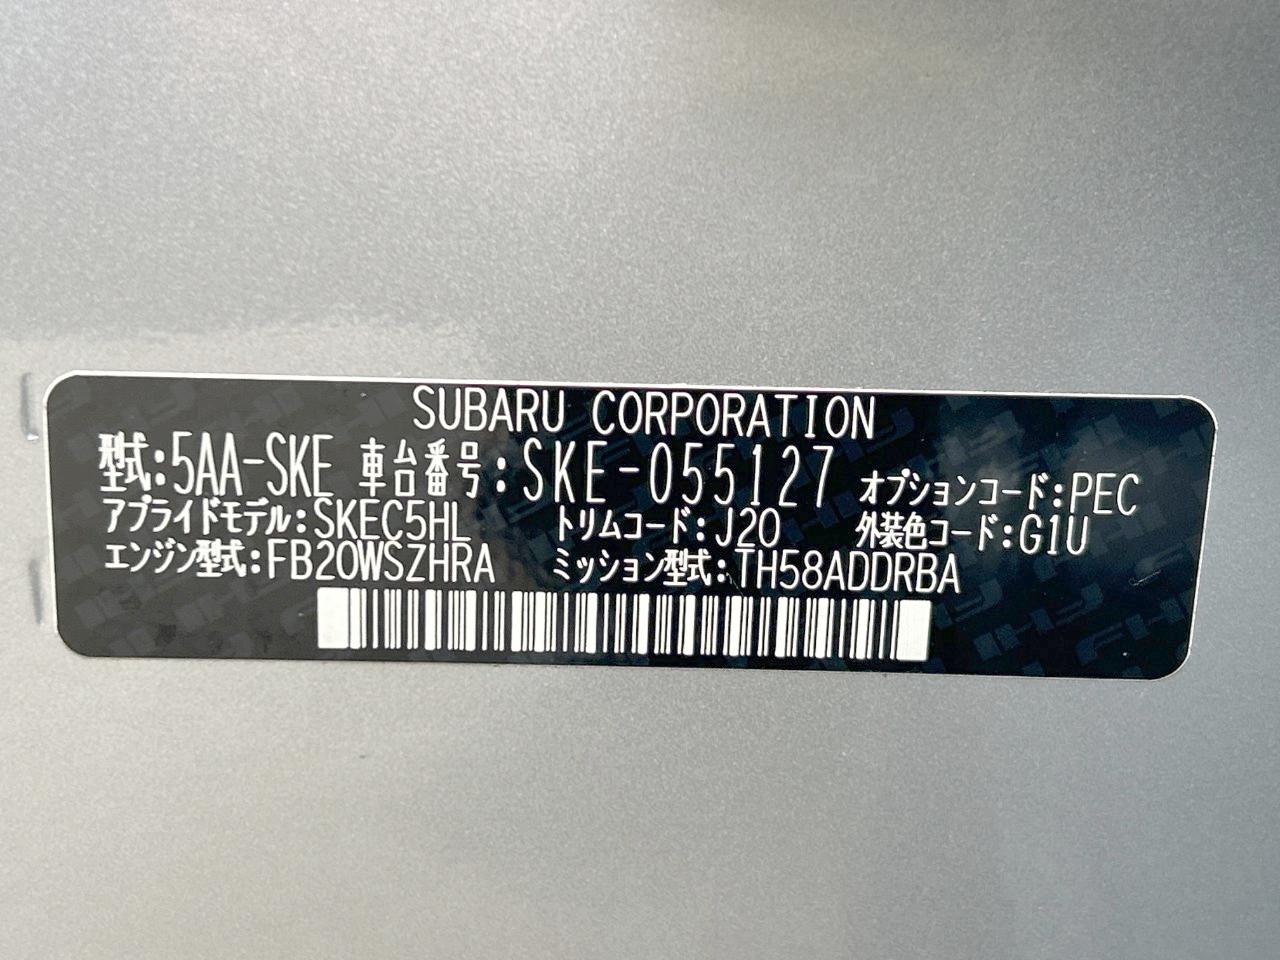 SUBARU CORPORATION
型式:5AA-SKE 車台番号:SKE-055127 オプションコード:PEC
アプライドモデル:SKEC5HL トリムコード:J20 外装色コード:G1U
エンジン型式:FB20WSZHRA ミッション型式:TH58ADDRBA